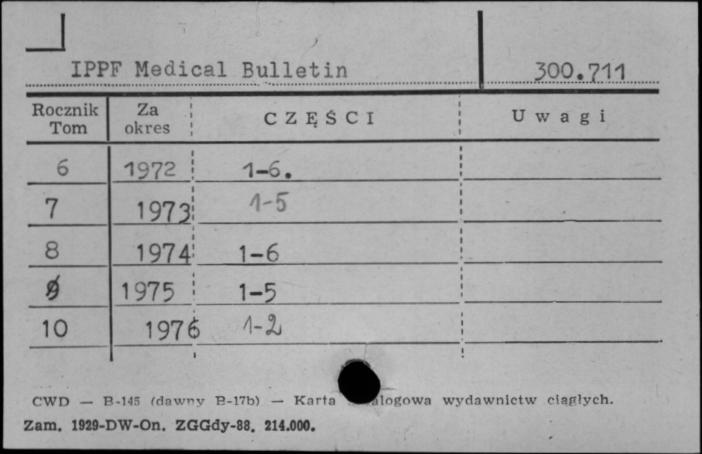 IPPF Medical Bulletin 300.711
Rocznik Tom Za okres CZĘŚCI Uwagi
6 1972 1-6.
7 1973 1-5
8 1974 1-6
9 1975 1-5
10 1976 1-2
CWD — B-145 (dawny B-17b) — Karta alogowa wydawnictw ciągłych.
Zam. 1929-DW-On. ZGGdy-88. 214.000.